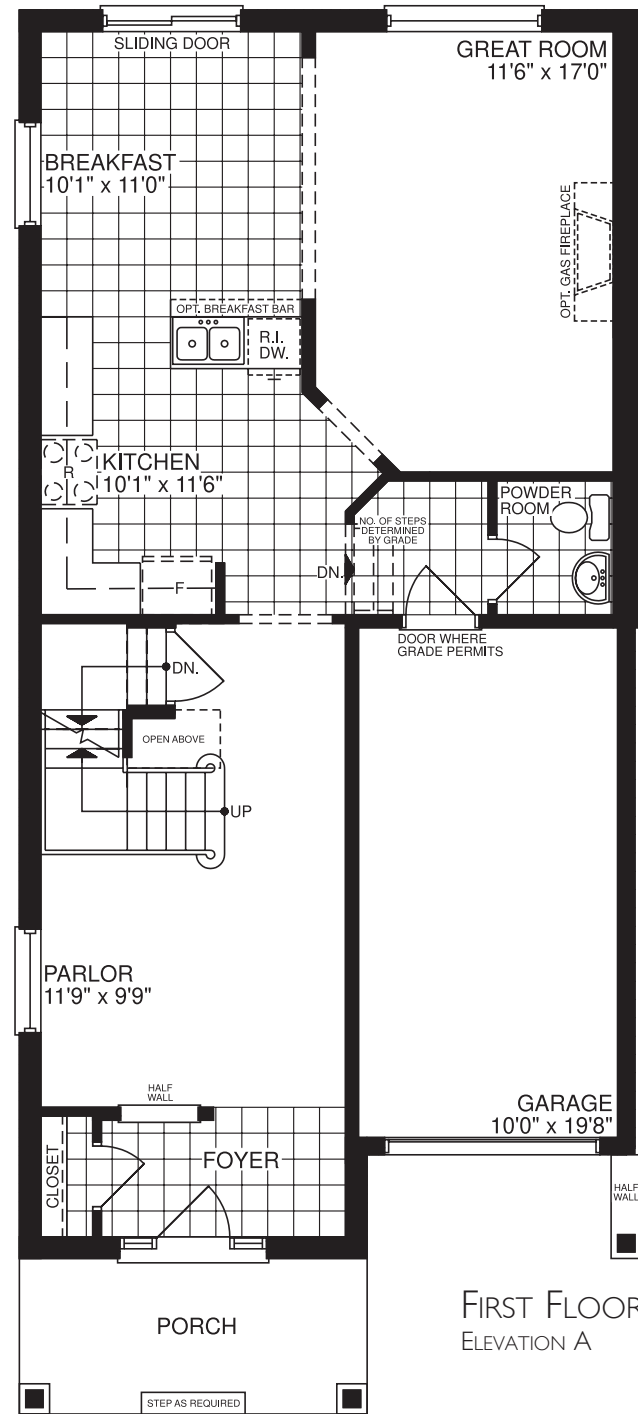 SLIDING DOOR
GREAT ROOM
11'6" x 17'0"
BREAKFAST
10'1" x 11'0"
OPT. GAS FIREPLACE
OPT. BREAKFAST BAR
R.I.
DW.
R
KITCHEN
10'1" x 11'6"
POWDER
ROOM
NO. OF STEPS
DETERMINED
BY GRADE
DN.
F
DOOR WHERE
GRADE PERMITS
DN.
OPEN ABOVE
UP
PARLOR
11'9" x 9'9"
HALF
WALL
GARAGE
10'0" x 19'8"
CLOSET
FOYER
HALF
WALL
PORCH
FIRST FLOOR
ELEVATION A
STEP AS REQUIRED